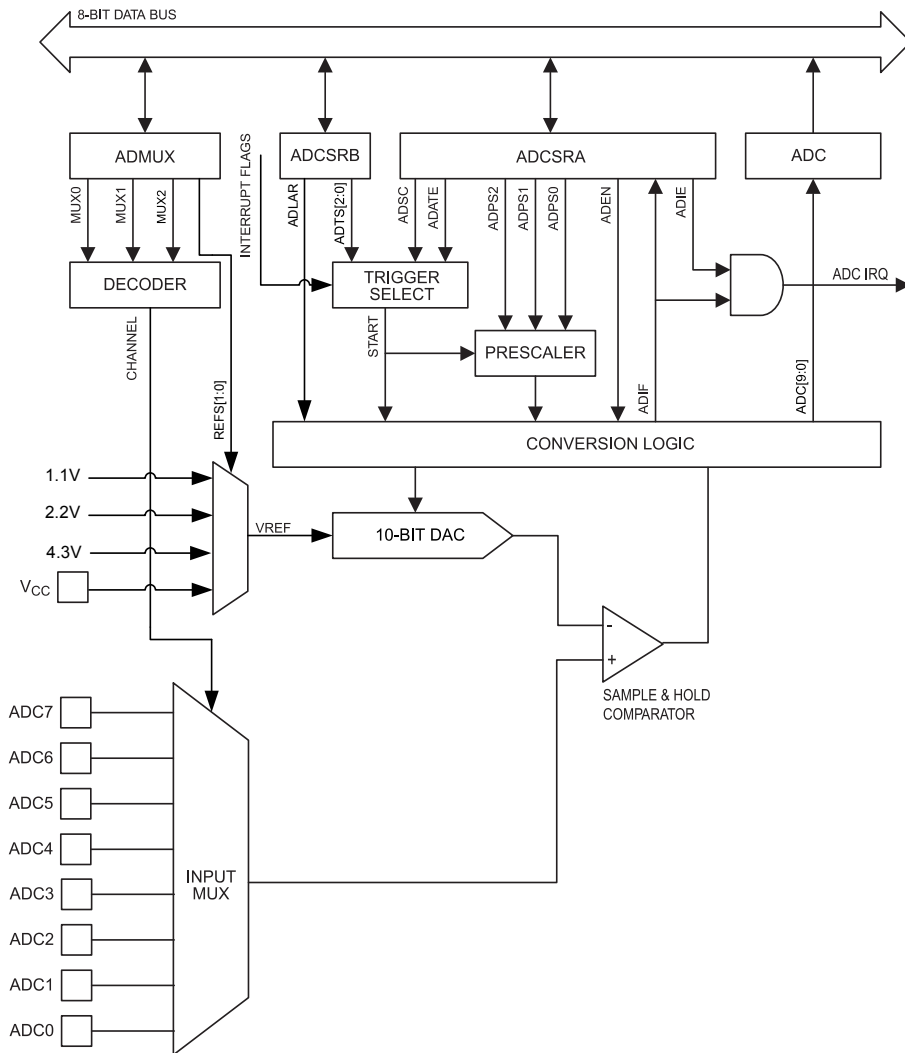 8-BIT DATA BUS
ADMUX
ADCSRB
ADCSRA
ADC
MUX0
MUX1
MUX2
INTERRUPT FLAGS
ADLAR
ADTS[2:0]
ADSC
ADATE
ADPS2
ADPS1
ADPS0
ADEN
ADIE
DECODER
TRIGGER
SELECT
ADC IRQ
CHANNEL
START
PRESCALER
REFS[1:0]
ADIF
ADC[9:0]
CONVERSION LOGIC
1.1V
2.2V
4.3V
VCC
VREF
10-BIT DAC
-
+
SAMPLE & HOLD
COMPARATOR
ADC7
ADC6
ADC5
ADC4
ADC3
ADC2
ADC1
ADC0
INPUT
MUX